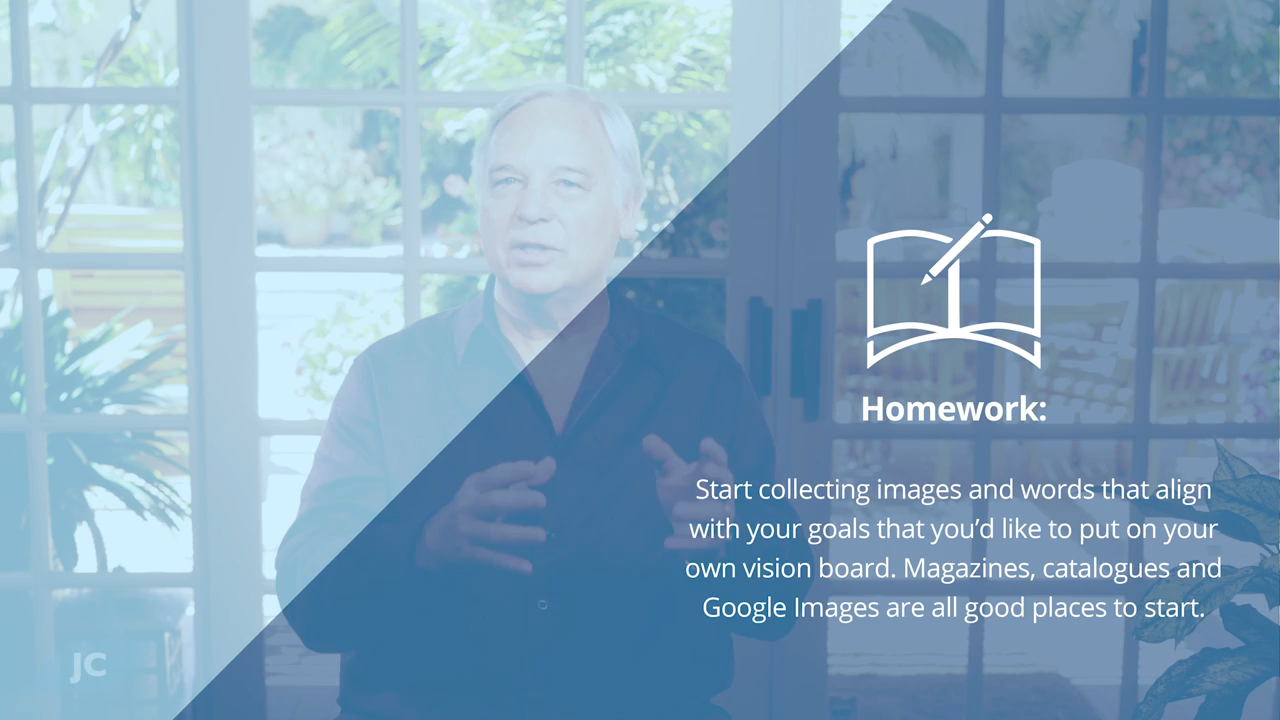 Homework:
Start collecting images and words that align
with your goals that you’d like to put on your
own vision board. Magazines, catalogues and
Google Images are all good places to start.
JC